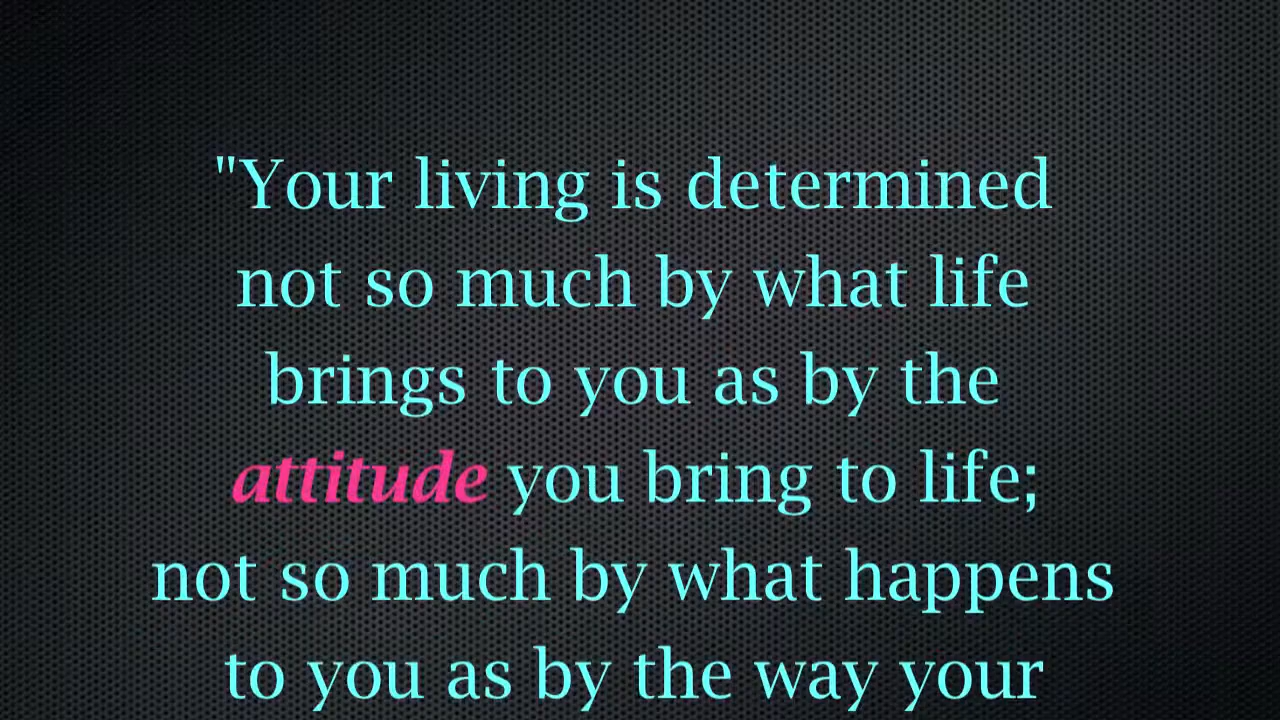 "Your living is determined
not so much by what life
brings to you as by the
attitude you bring to life;
not so much by what happens
to you as by the way your